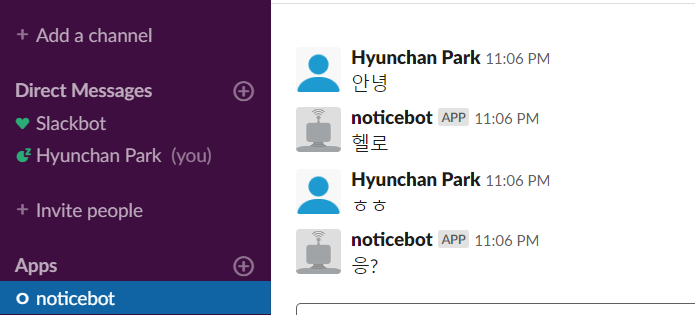 + Add a channel
Direct Messages
Slackbot
Hyunchan Park (you)
+ Invite people
Apps
noticebot
Hyunchan Park 11:06 PM
안녕
noticebot APP 11:06 PM
헬로
Hyunchan Park 11:06 PM
ㅎㅎ
noticebot APP 11:06 PM
응?